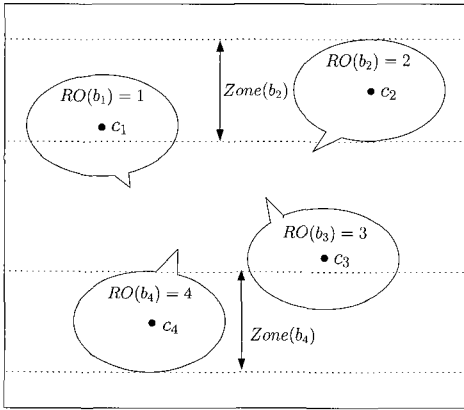 RO(b₂) = 2
Zone(b₂)
c₂
RO(b₁) = 1
c₁
RO(b₃) = 3
c₃
RO(b₄) = 4
c₄
Zone(b₄)